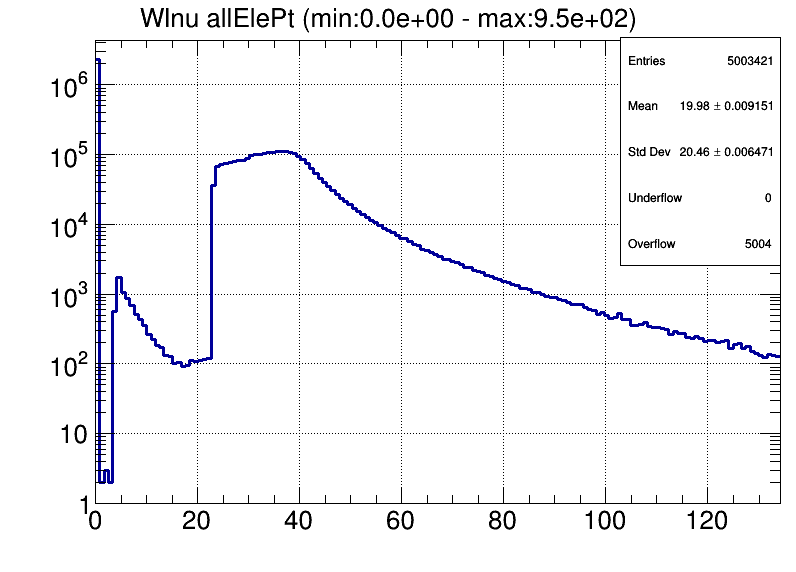 Wlnu allElePt (min:0.0e+00 - max:9.5e+02)
Entries 5003421
Mean 19.98 ± 0.009151
Std Dev 20.46 ± 0.006471
Underflow 0
Overflow 5004
10^6
10^5
10^4
10^3
10^2
10
1
0 20 40 60 80 100 120